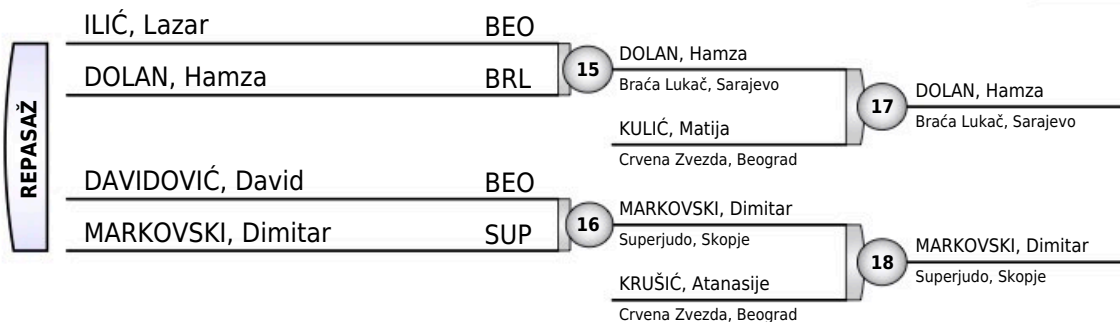 REPASAŽ
ILIĆ, Lazar BEO
DOLAN, Hamza BRL
15
DOLAN, Hamza
Braća Lukač, Sarajevo
KULIĆ, Matija
Crvena Zvezda, Beograd
17
DOLAN, Hamza
Braća Lukač, Sarajevo
DAVIDOVIĆ, David BEO
MARKOVSKI, Dimitar SUP
16
MARKOVSKI, Dimitar
Superjudo, Skopje
KRUŠIĆ, Atanasije
Crvena Zvezda, Beograd
18
MARKOVSKI, Dimitar
Superjudo, Skopje